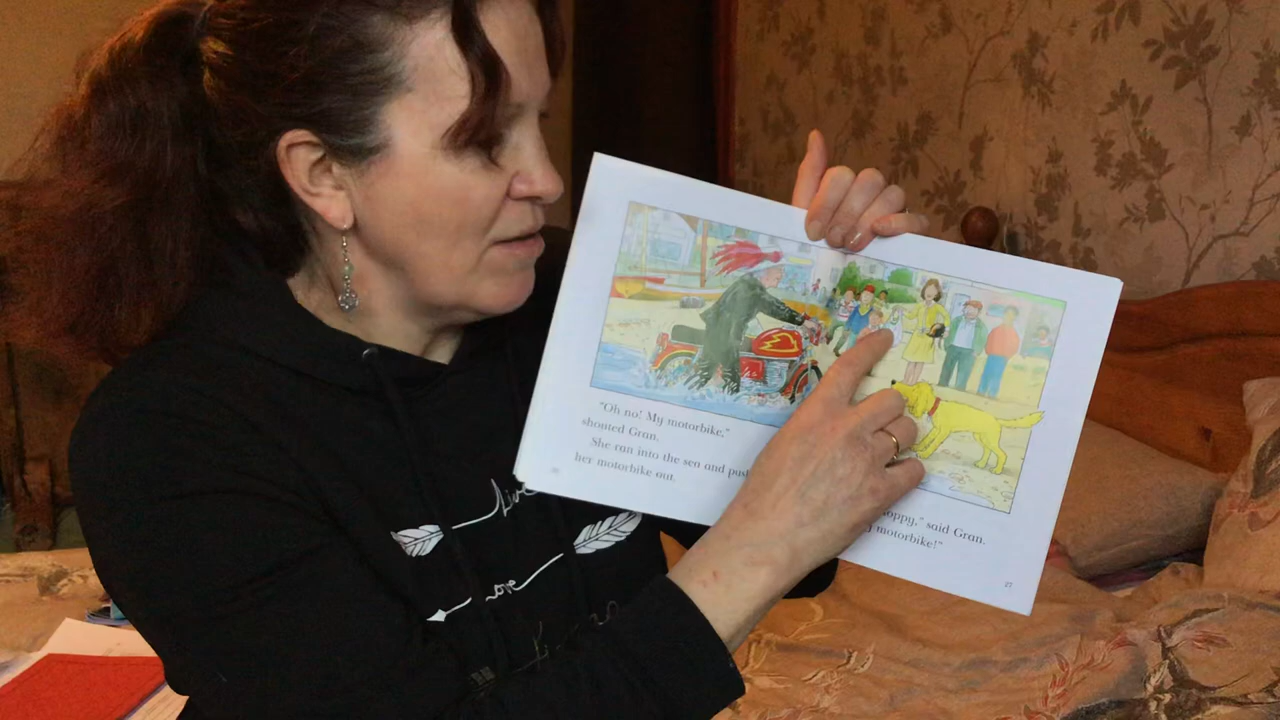 "Oh no! My motorbike,"
shouted Gran.
She ran into the sea and
her motorbike out.
said Gran.
motorbike!"
27
Live